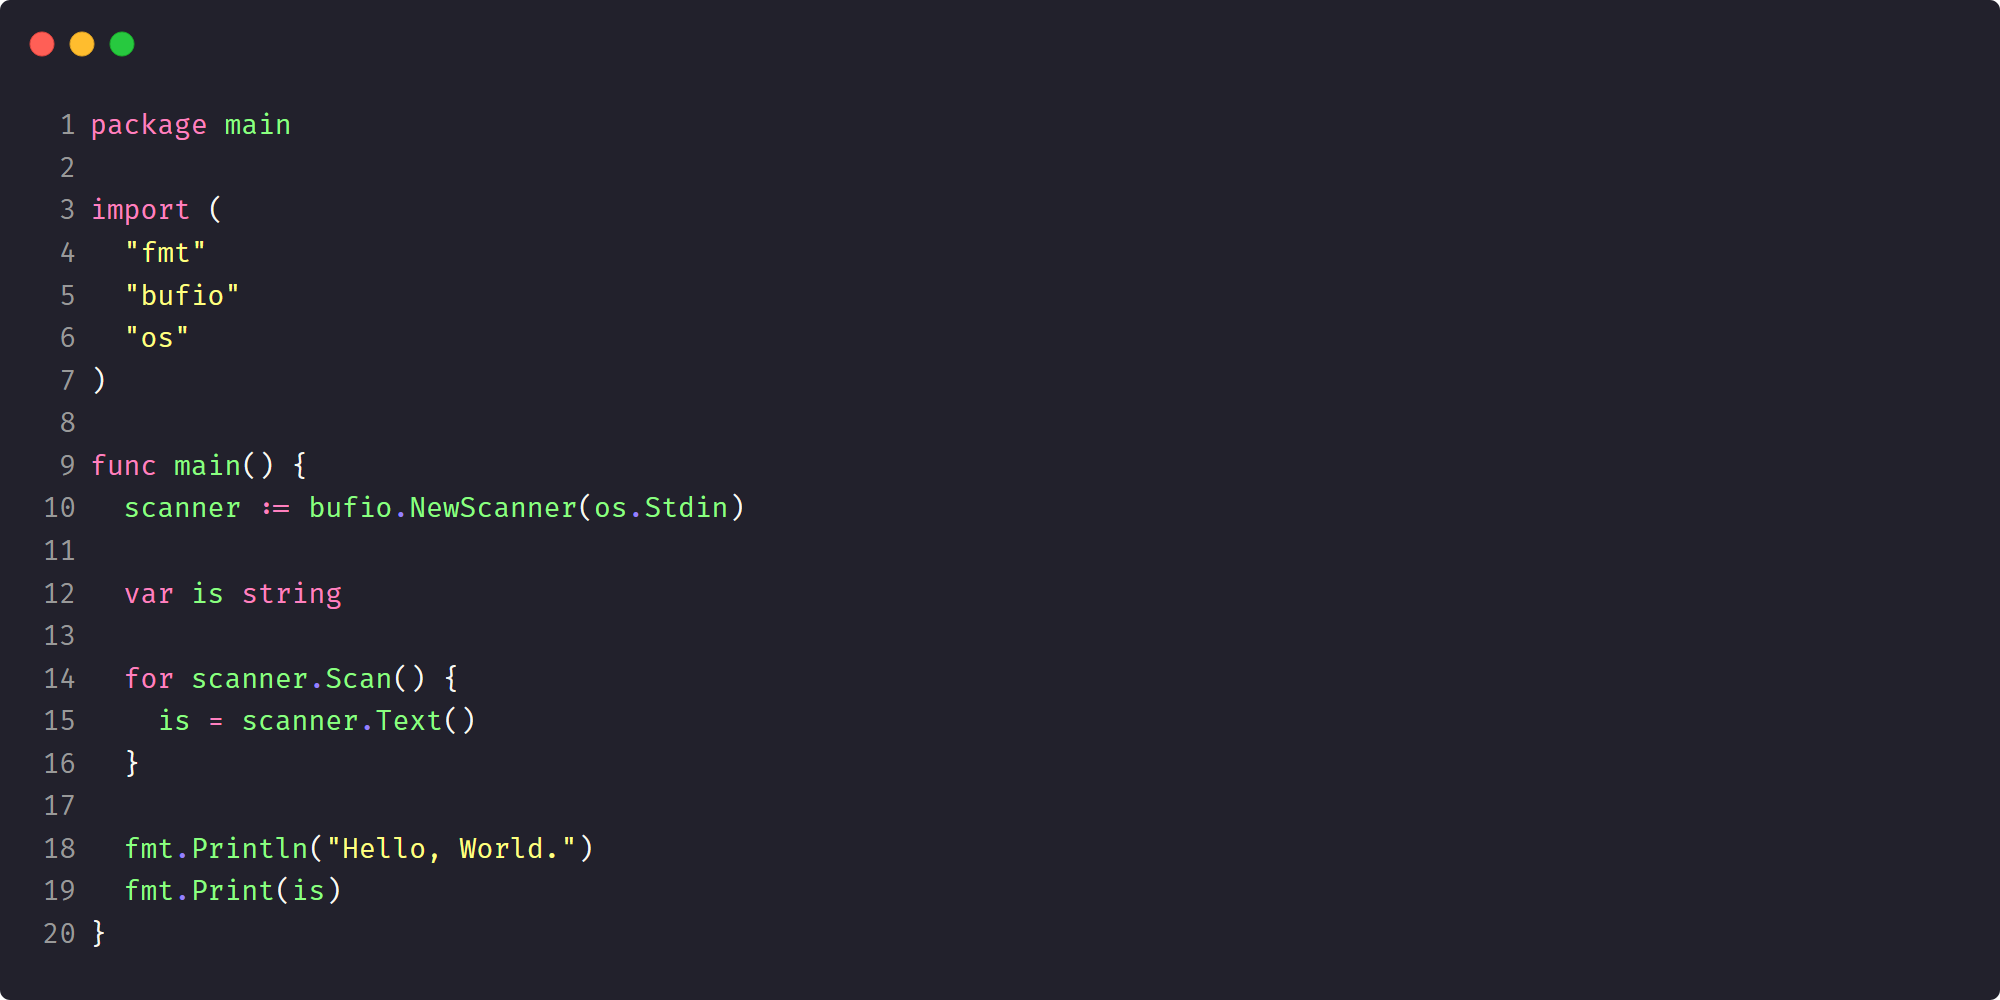 1 package main
2
3 import (
4   "fmt"
5   "bufio"
6   "os"
7 )
8
9 func main() {
10   scanner := bufio.NewScanner(os.Stdin)
11
12   var is string
13
14   for scanner.Scan() {
15     is = scanner.Text()
16   }
17
18   fmt.Println("Hello, World.")
19   fmt.Print(is)
20 }